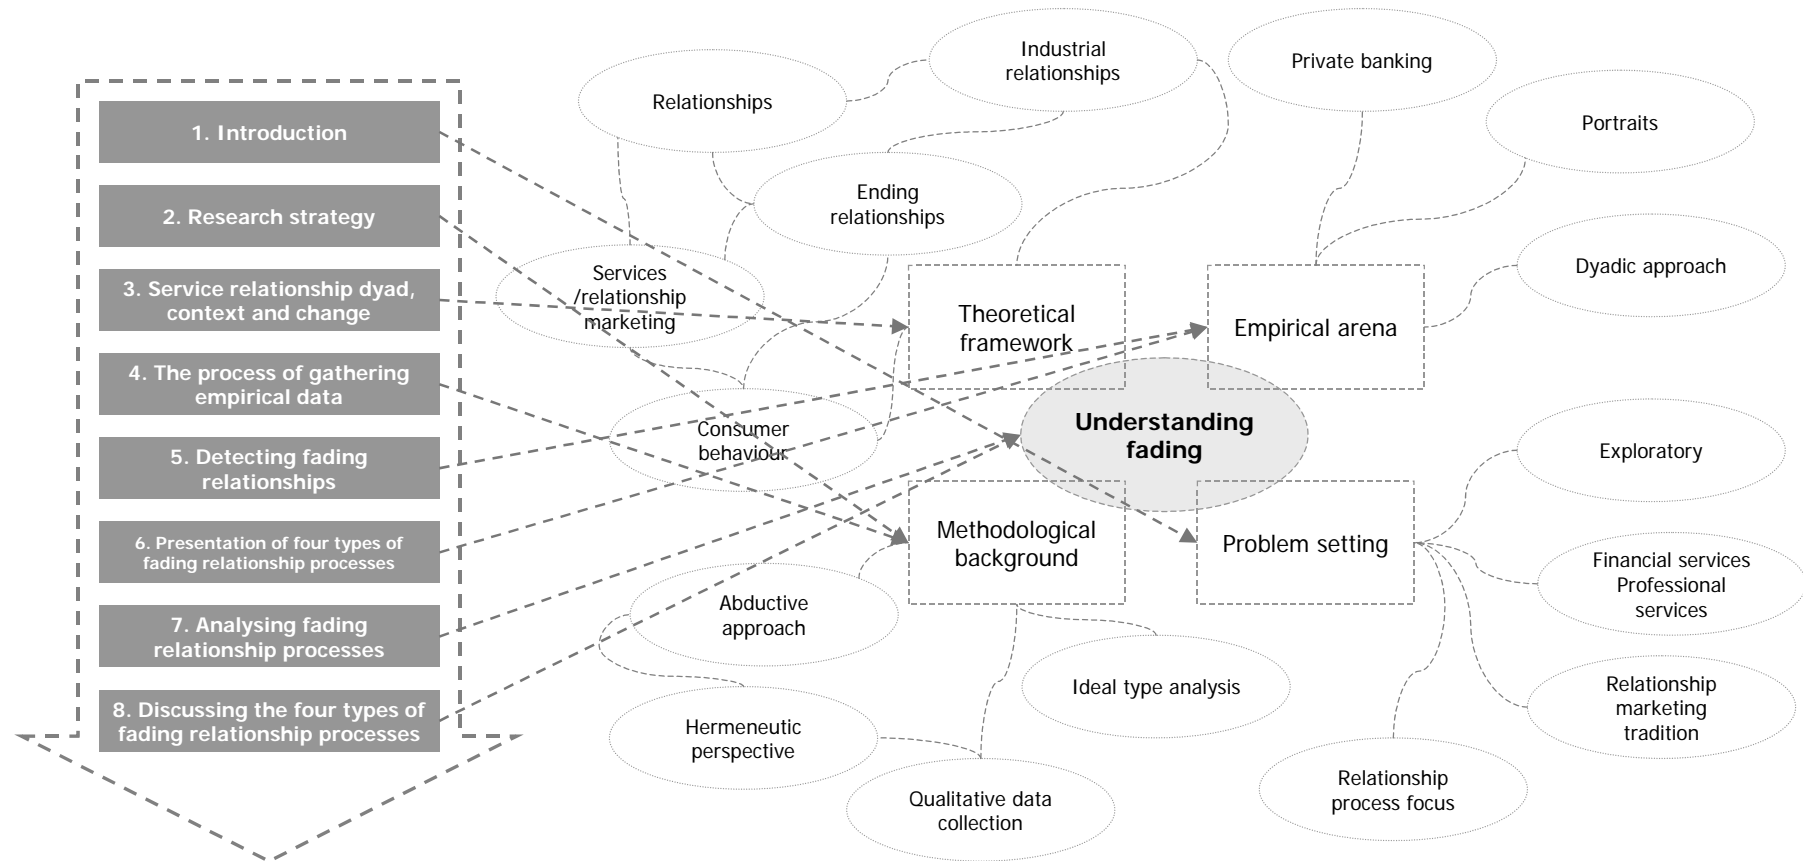 1. Introduction
2. Research strategy
3. Service relationship dyad,
context and change
4. The process of gathering
empirical data
5. Detecting fading
relationships
6. Presentation of four types of
fading relationship processes
7. Analysing fading
relationship processes
8. Discussing the four types of
fading relationship processes
Relationships
Industrial
relationships
Private banking
Portraits
Ending
relationships
Services
/relationship
marketing
Dyadic approach
Theoretical
framework
Empirical arena
Consumer
behaviour
Understanding
fading
Exploratory
Methodological
background
Problem setting
Financial services
Professional
services
Abductive
approach
Ideal type analysis
Relationship
marketing
tradition
Hermeneutic
perspective
Qualitative data
collection
Relationship
process focus